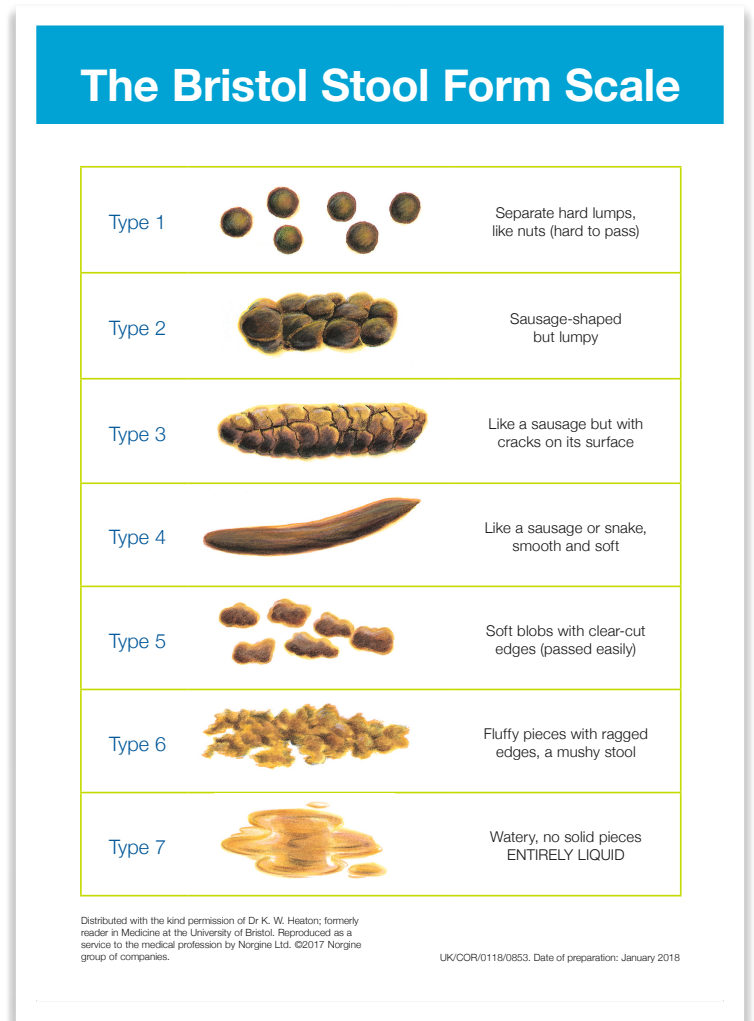 The Bristol Stool Form Scale
Type 1
Separate hard lumps,
like nuts (hard to pass)
Type 2
Sausage-shaped
but lumpy
Type 3
Like a sausage but with
cracks on its surface
Type 4
Like a sausage or snake,
smooth and soft
Type 5
Soft blobs with clear-cut
edges (passed easily)
Type 6
Fluffy pieces with ragged
edges, a mushy stool
Type 7
Watery, no solid pieces
ENTIRELY LIQUID
Distributed with the kind permission of Dr K. W. Heaton; formerly
reader in Medicine at the University of Bristol. Reproduced as a
service to the medical profession by Norgine Ltd. ©2017 Norgine
group of companies.
UK/COR/0118/0853. Date of preparation: January 2018